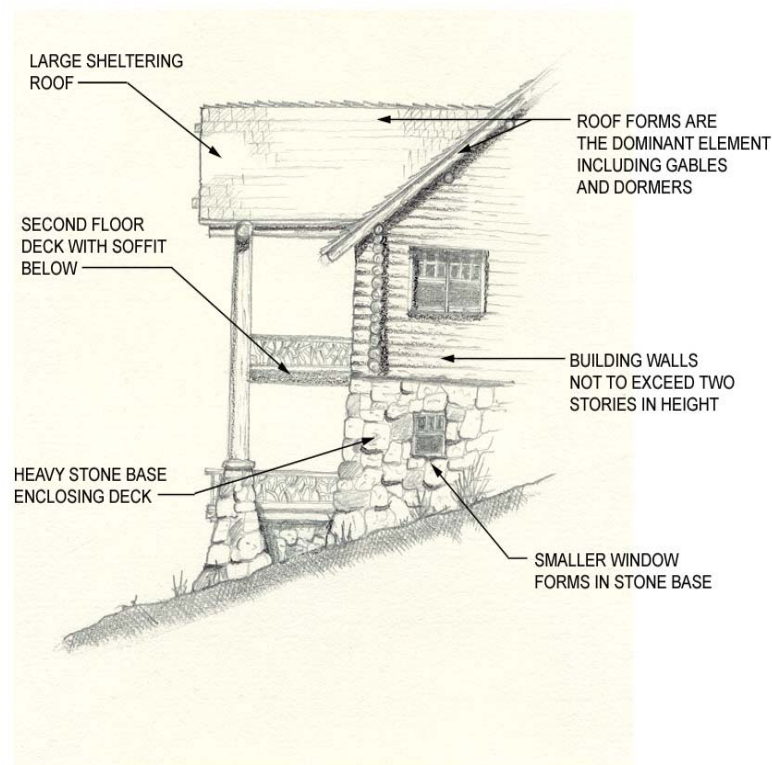 LARGE SHELTERING
ROOF
ROOF FORMS ARE
THE DOMINANT ELEMENT
INCLUDING GABLES
AND DORMERS
SECOND FLOOR
DECK WITH SOFFIT
BELOW
BUILDING WALLS
NOT TO EXCEED TWO
STORIES IN HEIGHT
HEAVY STONE BASE
ENCLOSING DECK
SMALLER WINDOW
FORMS IN STONE BASE